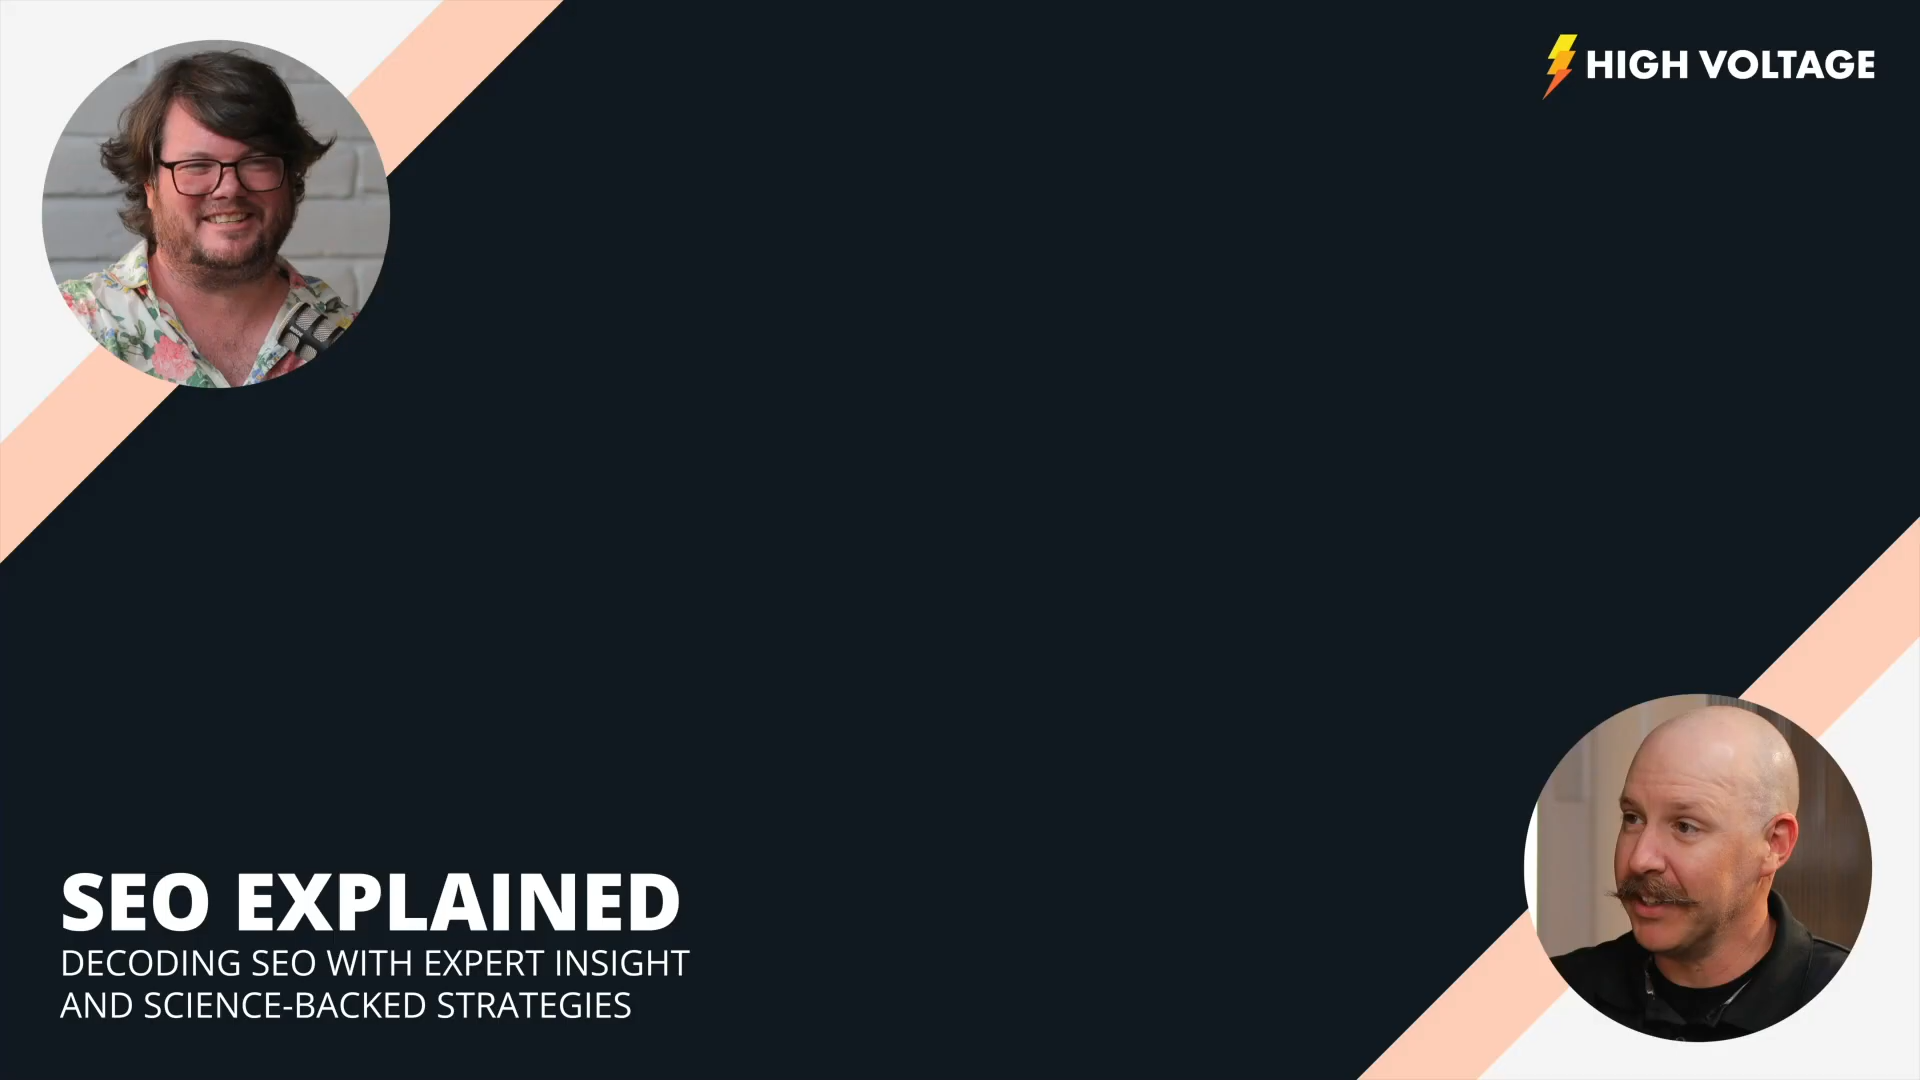 HIGH VOLTAGE
SEO EXPLAINED
DECODING SEO WITH EXPERT INSIGHT
AND SCIENCE-BACKED STRATEGIES